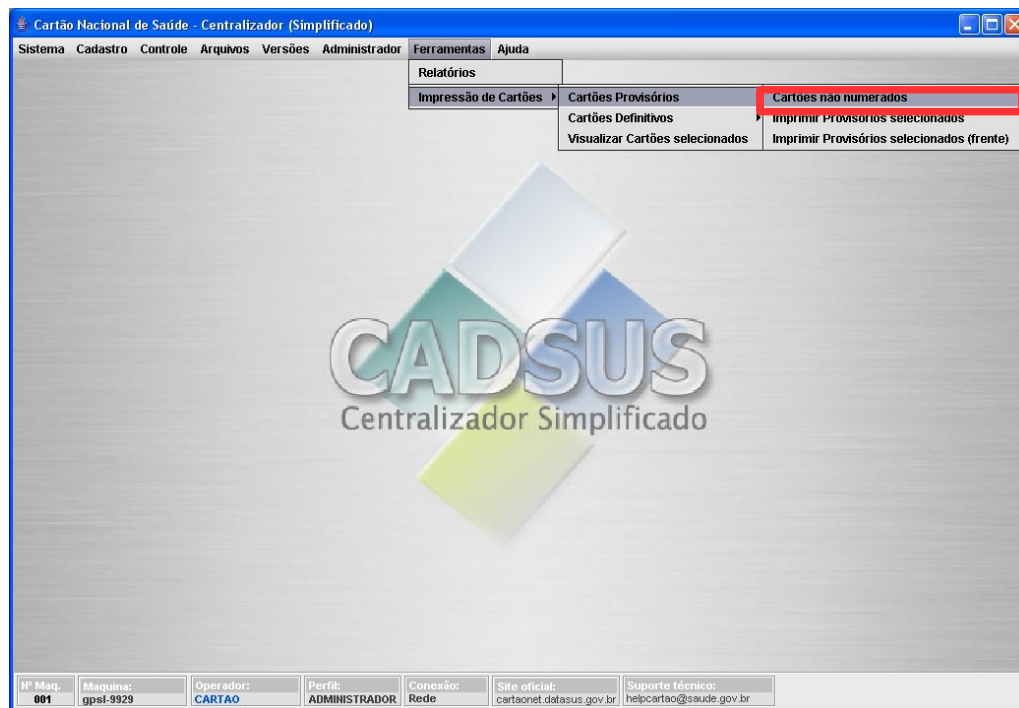 Cartão Nacional de Saúde - Centralizador (Simplificado)
Sistema Cadastro Controle Arquivos Versões Administrador Ferramentas Ajuda
Relatórios
Impressão de Cartões
Cartões Provisórios
Cartões Definitivos
Visualizar Cartões selecionados
Cartões não numerados
Imprimir Provisórios selecionados
Imprimir Provisórios selecionados (frente)
CADSUS
Centralizador Simplificado
Nº Maq. Maquina: Operador: Perfil: Conexão: Site oficial: Suporte técnico:
001 gpsl-9929 CARTAO ADMINISTRADOR Rede cartaonet.datasus.gov.br helpcartao@saude.gov.br